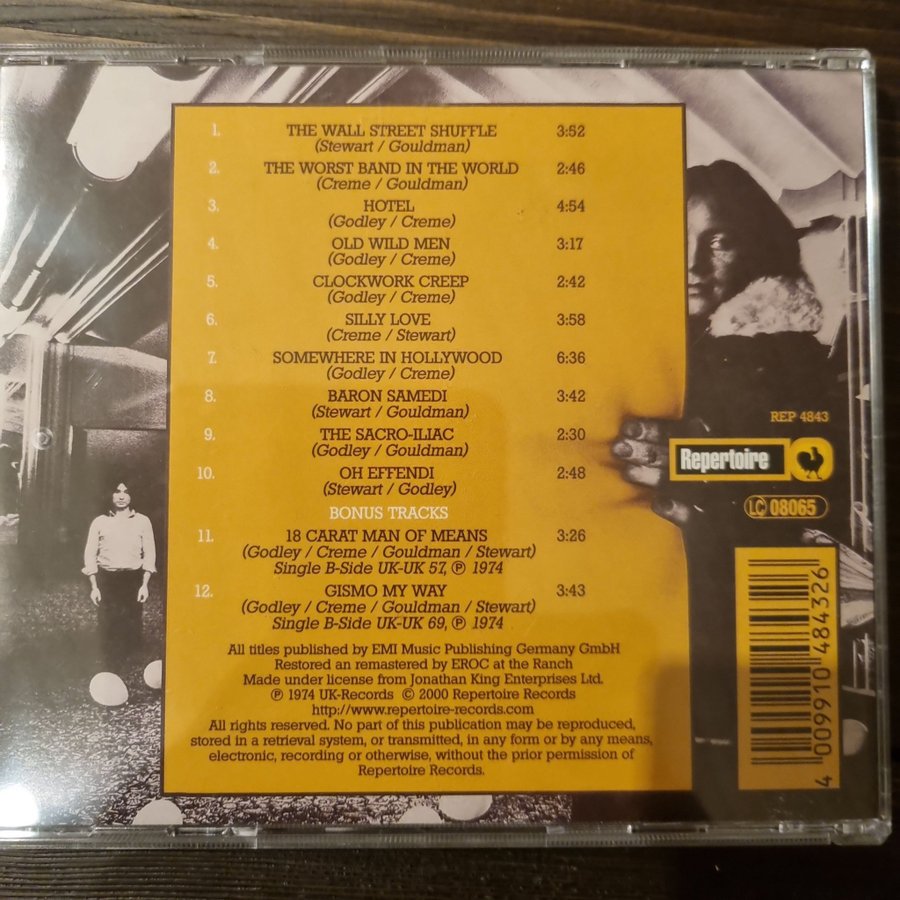 1. THE WALL STREET SHUFFLE 3:52
(Stewart / Gouldman)
2. THE WORST BAND IN THE WORLD 2:46
(Creme / Gouldman)
3. HOTEL 4:54
(Godley / Creme)
4. OLD WILD MEN 3:17
(Godley / Creme)
5. CLOCKWORK CREEP 2:42
(Godley / Creme)
6. SILLY LOVE 3:58
(Creme / Stewart)
7. SOMEWHERE IN HOLLYWOOD 6:36
(Godley / Creme)
8. BARON SAMEDI 3:42
(Stewart / Gouldman)
9. THE SACRO-ILIAC 2:30
(Godley / Gouldman)
10. OH EFFENDI 2:48
(Stewart / Godley)
BONUS TRACKS
11. 18 CARAT MAN OF MEANS 3:26
(Godley / Creme / Gouldman / Stewart)
Single B-Side UK-UK 57, ℗ 1974
12. GISMO MY WAY 3:43
(Godley / Creme / Gouldman / Stewart)
Single B-Side UK-UK 69, ℗ 1974
All titles published by EMI Music Publishing Germany GmbH
Restored an remastered by EROC at the Ranch
Made under license from Jonathan King Enterprises Ltd.
℗ 1974 UK-Records © 2000 Repertoire Records
http://www.repertoire-records.com
All rights reserved. No part of this publication may be reproduced,
stored in a retrieval system, or transmitted, in any form or by any means,
electronic, recording or otherwise, without the prior permission of
Repertoire Records.
REP 4843
Repertoire
LC 08065
4 009910 484326